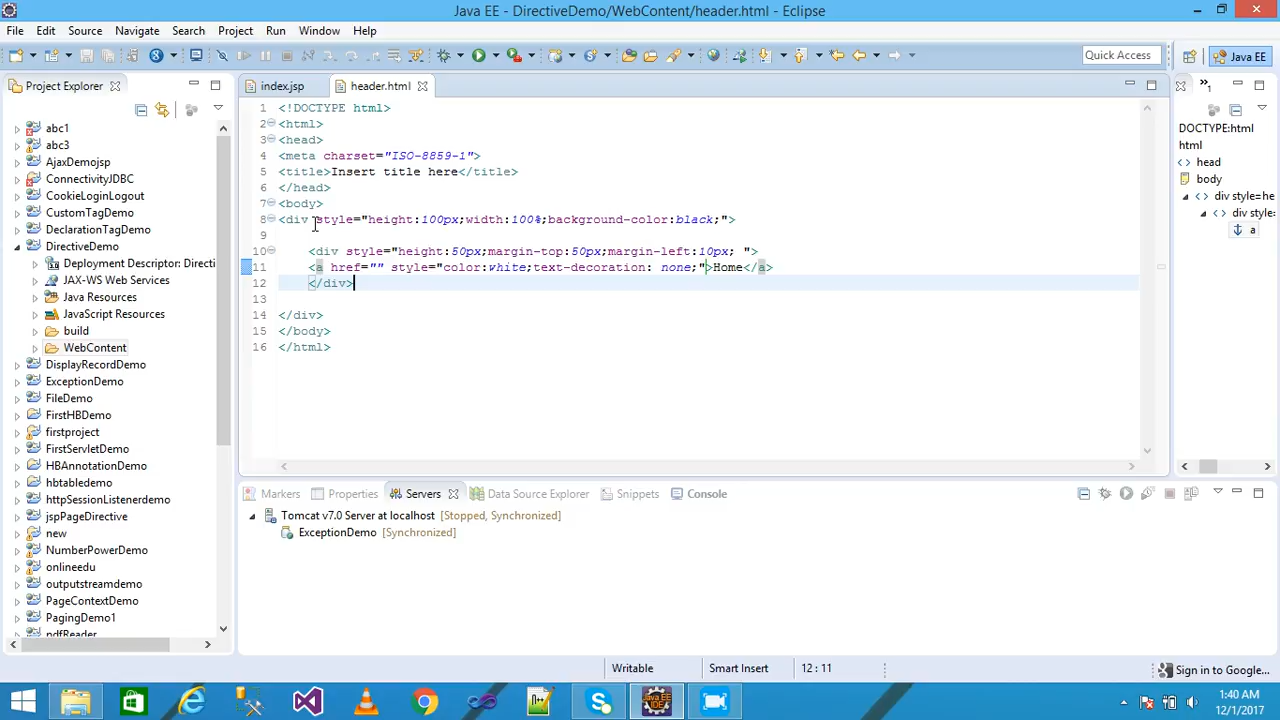 Java EE - DirectiveDemo/WebContent/header.html - Eclipse
File Edit Source Navigate Search Project Run Window Help
Quick Access
Java EE
Project Explorer
index.jsp
header.html
»1
abc1
abc3
AjaxDemojsp
ConnectivityJDBC
CookieLoginLogout
CustomTagDemo
DeclarationTagDemo
DirectiveDemo
Deployment Descriptor: Directi
JAX-WS Web Services
Java Resources
JavaScript Resources
build
WebContent
DisplayRecordDemo
ExceptionDemo
FileDemo
FirstHBDemo
firstproject
FirstServletDemo
HBAnnotationDemo
hbtabledemo
httpSessionListenerdemo
jspPageDirective
new
NumberPowerDemo
onlineedu
outputstreamdemo
PageContextDemo
PagingDemo1
pdfReader
1 <!DOCTYPE html>
2 <html>
3 <head>
4 <meta charset="ISO-8859-1">
5 <title>Insert title here</title>
6 </head>
7 <body>
8 <div style="height:100px;width:100%;background-color:black;">
9
10 <div style="height:50px;margin-top:50px;margin-left:10px; ">
11 <a href="" style="color:white;text-decoration: none;">Home</a>
12 </div>
13
14 </div>
15 </body>
16 </html>
DOCTYPE:html
html
head
body
div style=he
div style:
a
Markers Properties Servers Data Source Explorer Snippets Console
Tomcat v7.0 Server at localhost [Stopped, Synchronized]
ExceptionDemo [Synchronized]
Writable Smart Insert 12 : 11 Sign in to Google...
Java EE
IDE
1:40 AM
12/1/2017